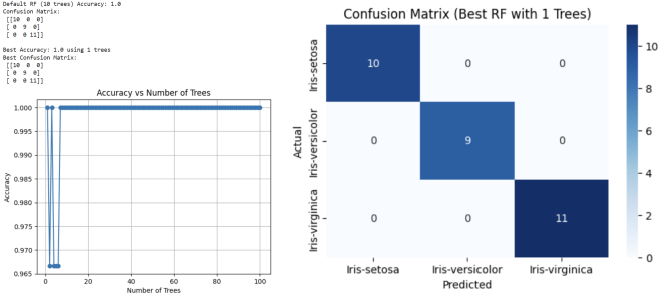 Default RF (10 trees) Accuracy: 1.0
Confusion Matrix:
[[10 0 0]
[ 0 9 0]
[ 0 0 11]]
Best Accuracy: 1.0 using 1 trees
Best Confusion Matrix:
[[10 0 0]
[ 0 9 0]
[ 0 0 11]]
Accuracy vs Number of Trees
1.000
0.995
0.990
0.985
0.980
0.975
0.970
0.965
Accuracy
0 20 40 60 80 100
Number of Trees
Confusion Matrix (Best RF with 1 Trees)
Actual
Iris-setosa
Iris-versicolor
Iris-virginica
10 0 0
0 9 0
0 0 11
Iris-setosa Iris-versicolor Iris-virginica
Predicted
10
8
6
4
2
0